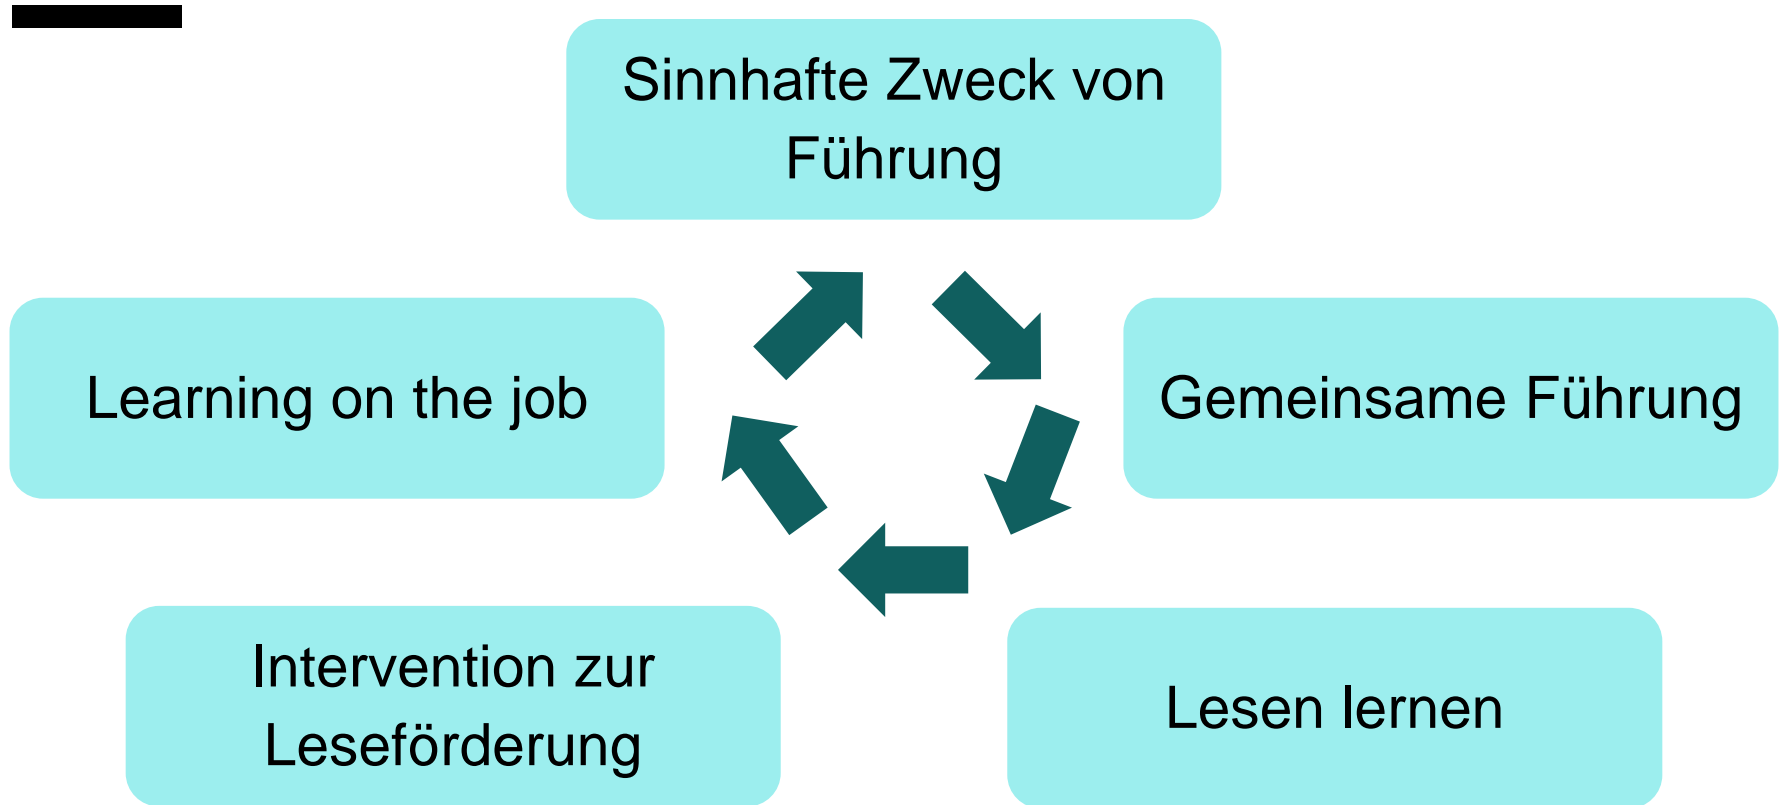 Sinnhafte Zweck von
Führung
Learning on the job
Gemeinsame Führung
Intervention zur
Leseförderung
Lesen lernen